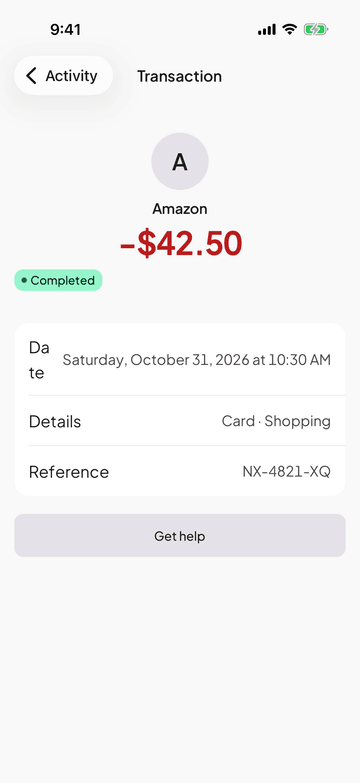 9:41
Activity
Transaction
A
Amazon
−$42.50
Completed
Da
te
Saturday, October 31, 2026 at 10:30 AM
Details
Card · Shopping
Reference
NX-4821-XQ
Get help